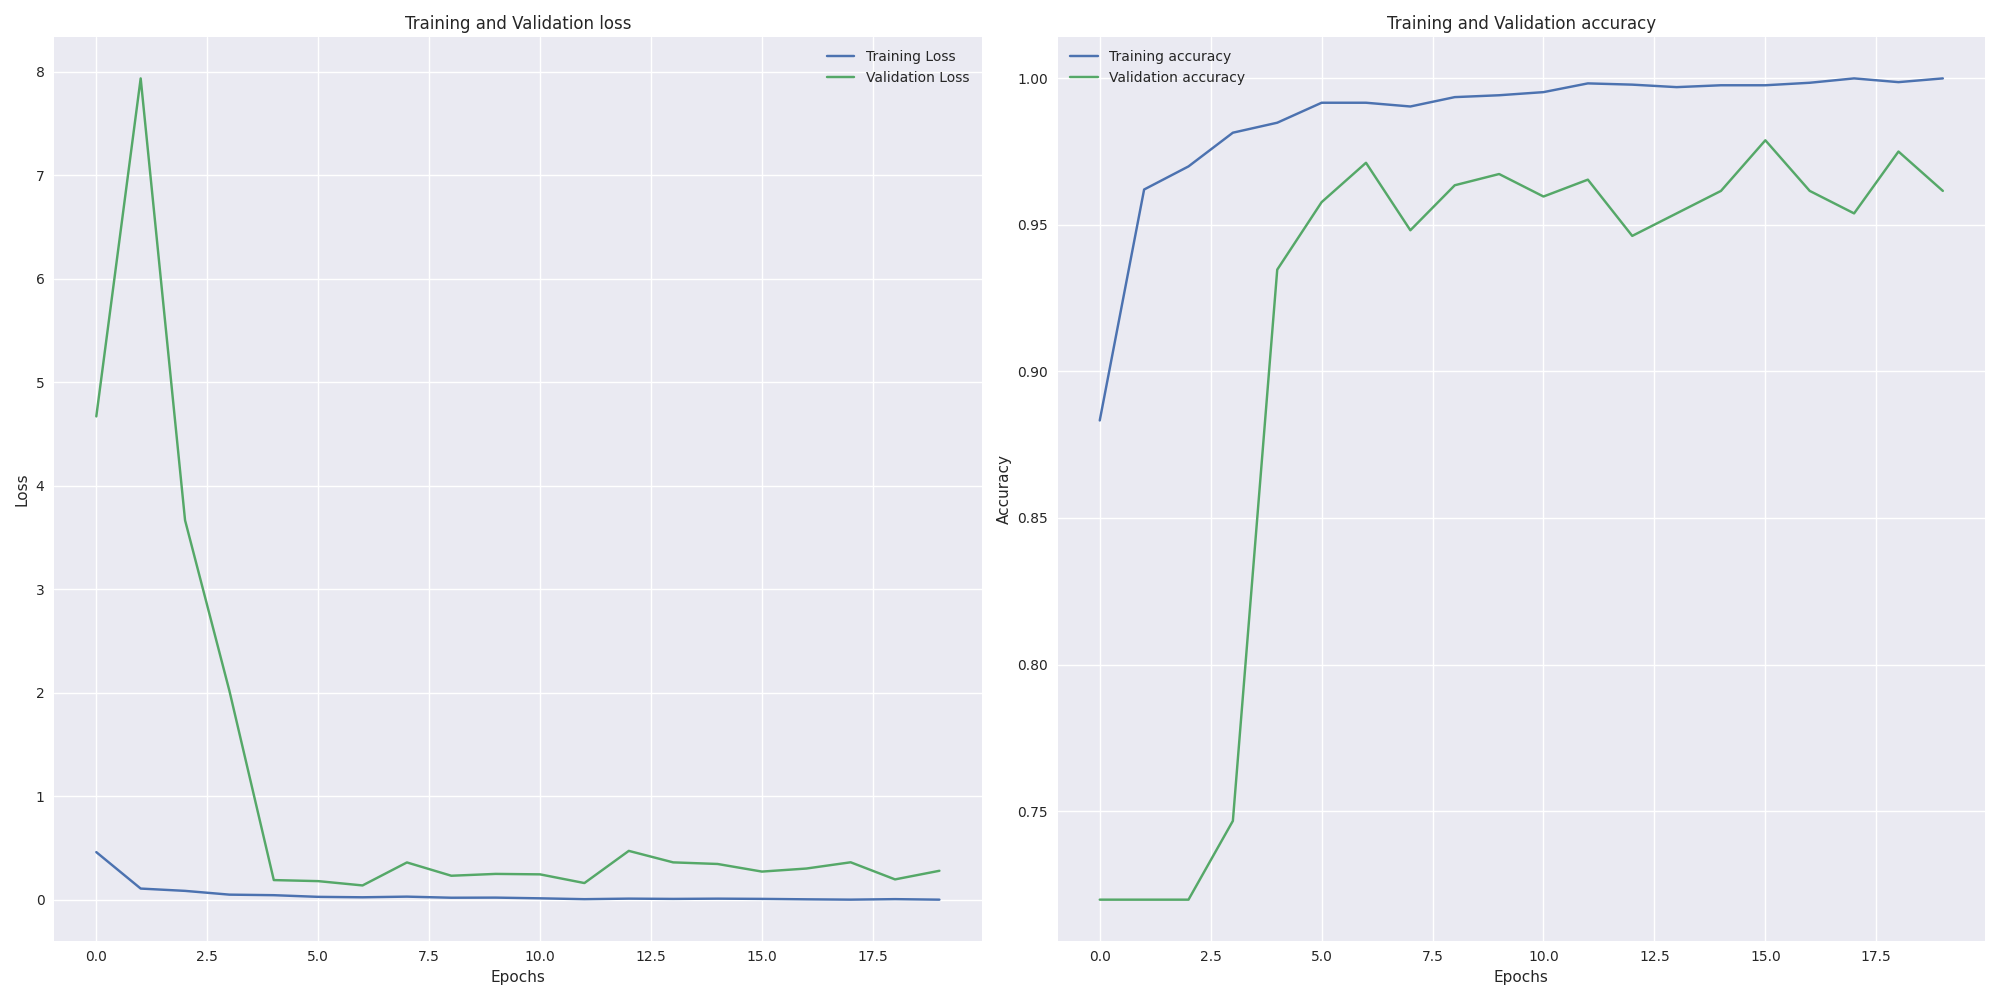 Training and Validation loss
Training Loss
Validation Loss
8
7
6
5
4
3
2
1
0
Loss
0.0 2.5 5.0 7.5 10.0 12.5 15.0 17.5
Epochs
Training and Validation accuracy
Training accuracy
Validation accuracy
1.00
0.95
0.90
0.85
0.80
0.75
Accuracy
0.0 2.5 5.0 7.5 10.0 12.5 15.0 17.5
Epochs